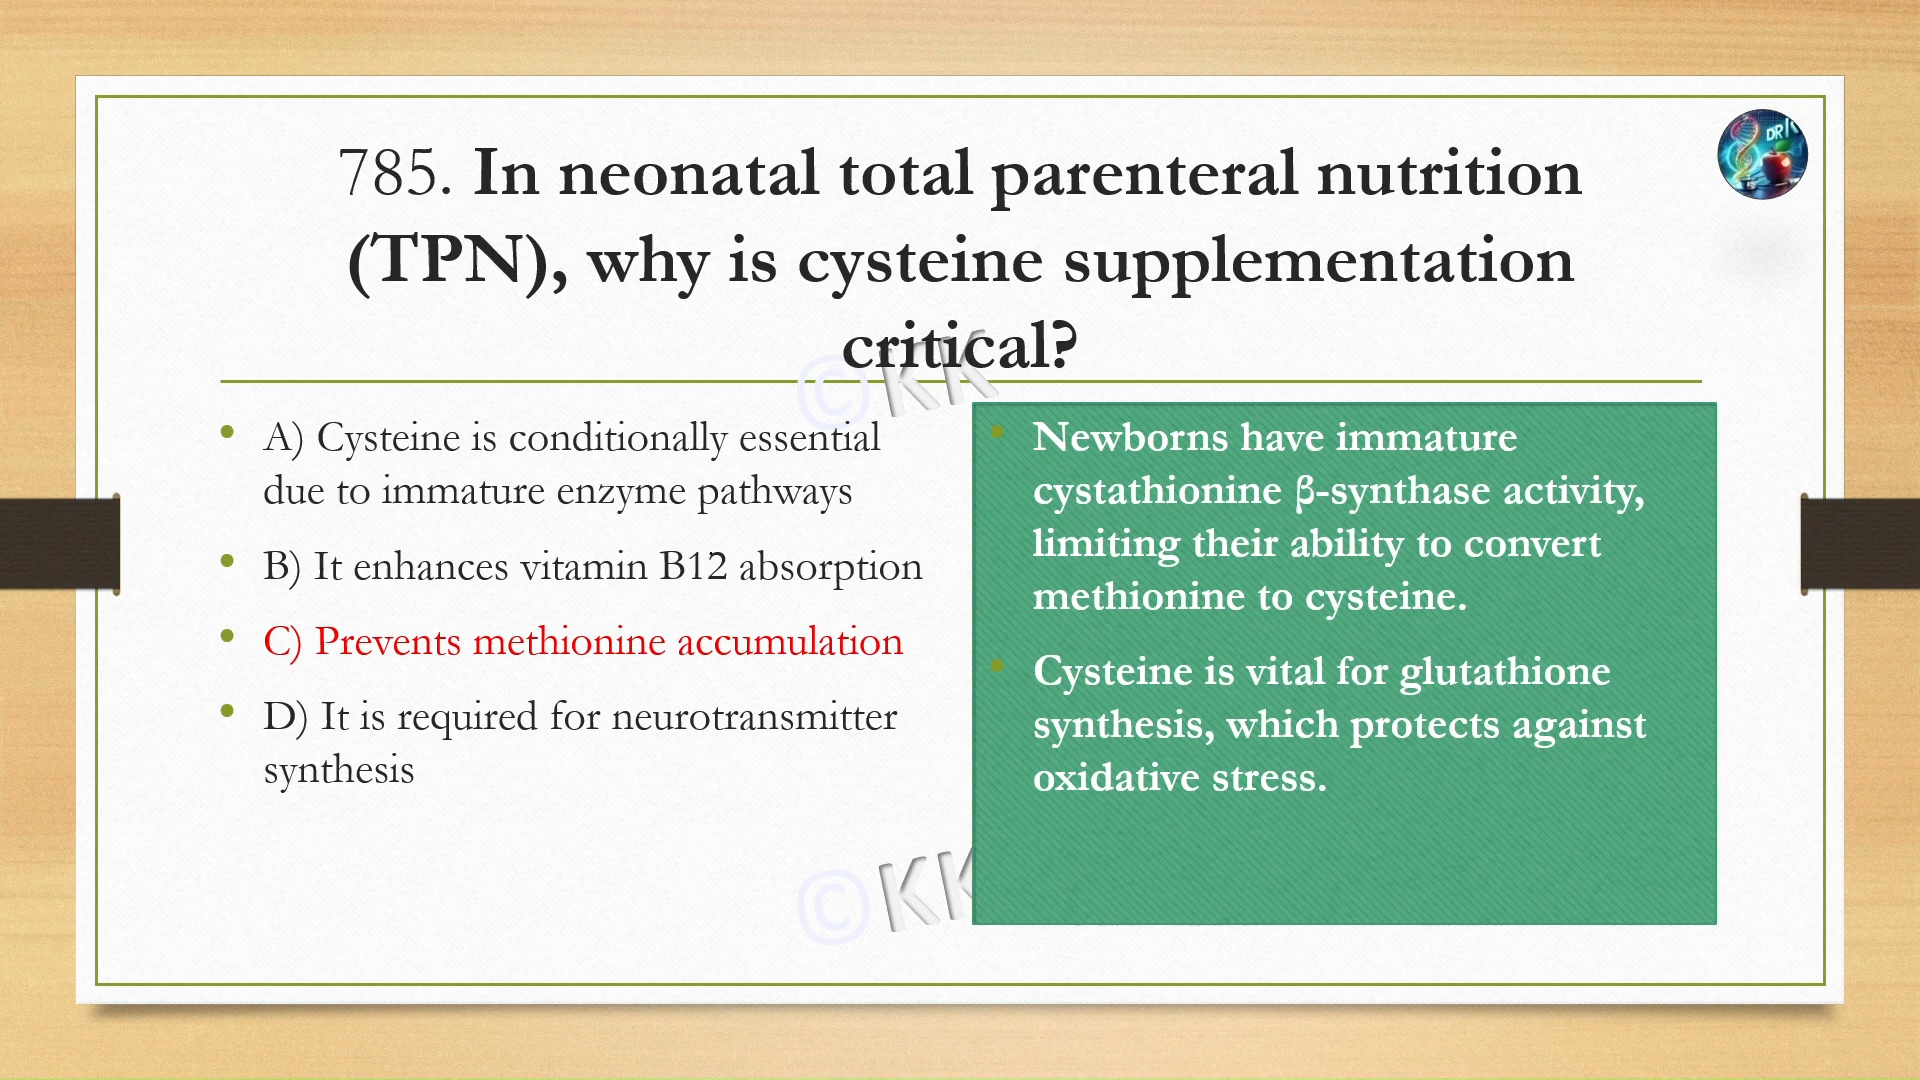 785. In neonatal total parenteral nutrition
(TPN), why is cysteine supplementation
critical?
©KK
A) Cysteine is conditionally essential
due to immature enzyme pathways
B) It enhances vitamin B12 absorption
C) Prevents methionine accumulation
D) It is required for neurotransmitter
synthesis
Newborns have immature
cystathionine β-synthase activity,
limiting their ability to convert
methionine to cysteine.
Cysteine is vital for glutathione
synthesis, which protects against
oxidative stress.
©KK
DR